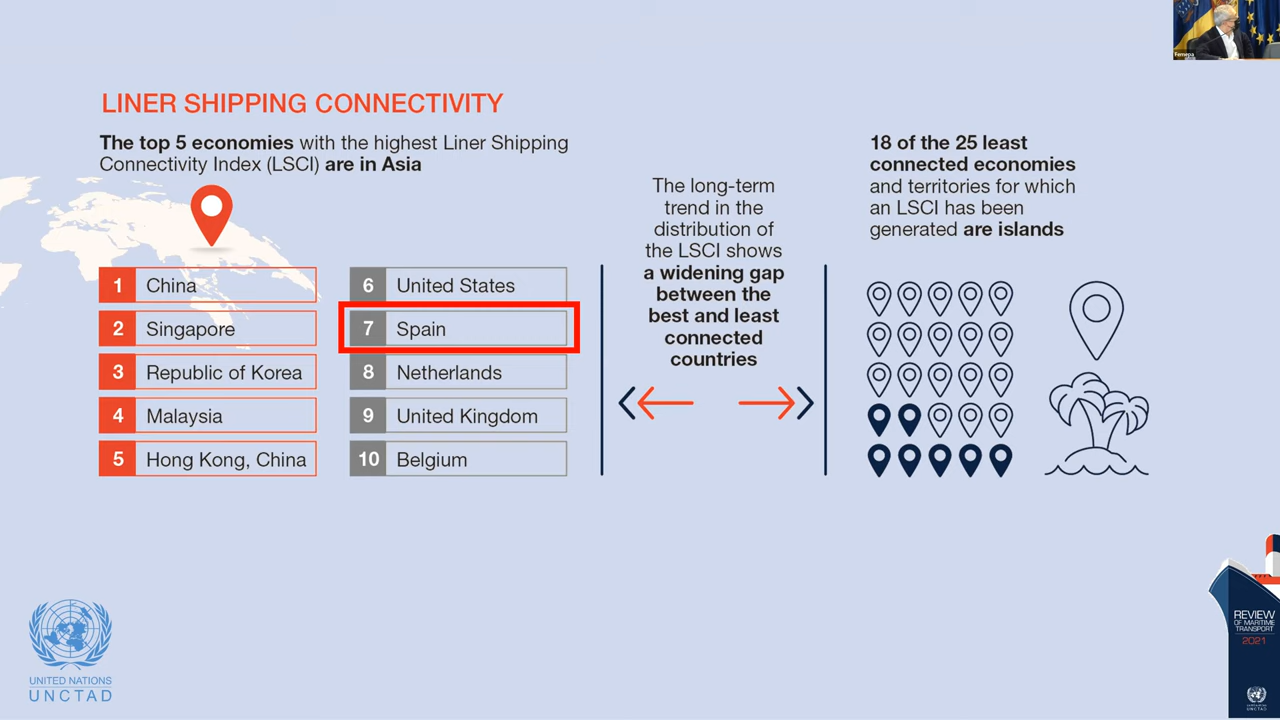 LINER SHIPPING CONNECTIVITY
The top 5 economies with the highest Liner Shipping
Connectivity Index (LSCI) are in Asia
1 China
2 Singapore
3 Republic of Korea
4 Malaysia
5 Hong Kong, China
6 United States
7 Spain
8 Netherlands
9 United Kingdom
10 Belgium
The long-term
trend in the
distribution of
the LSCI shows
a widening gap
between the
best and least
connected
countries
18 of the 25 least
connected economies
and territories for which
an LSCI has been
generated are islands
UNITED NATIONS
UNCTAD
REVIEW
OF MARITIME
TRANSPORT
2021
UNCTAD
Femepa